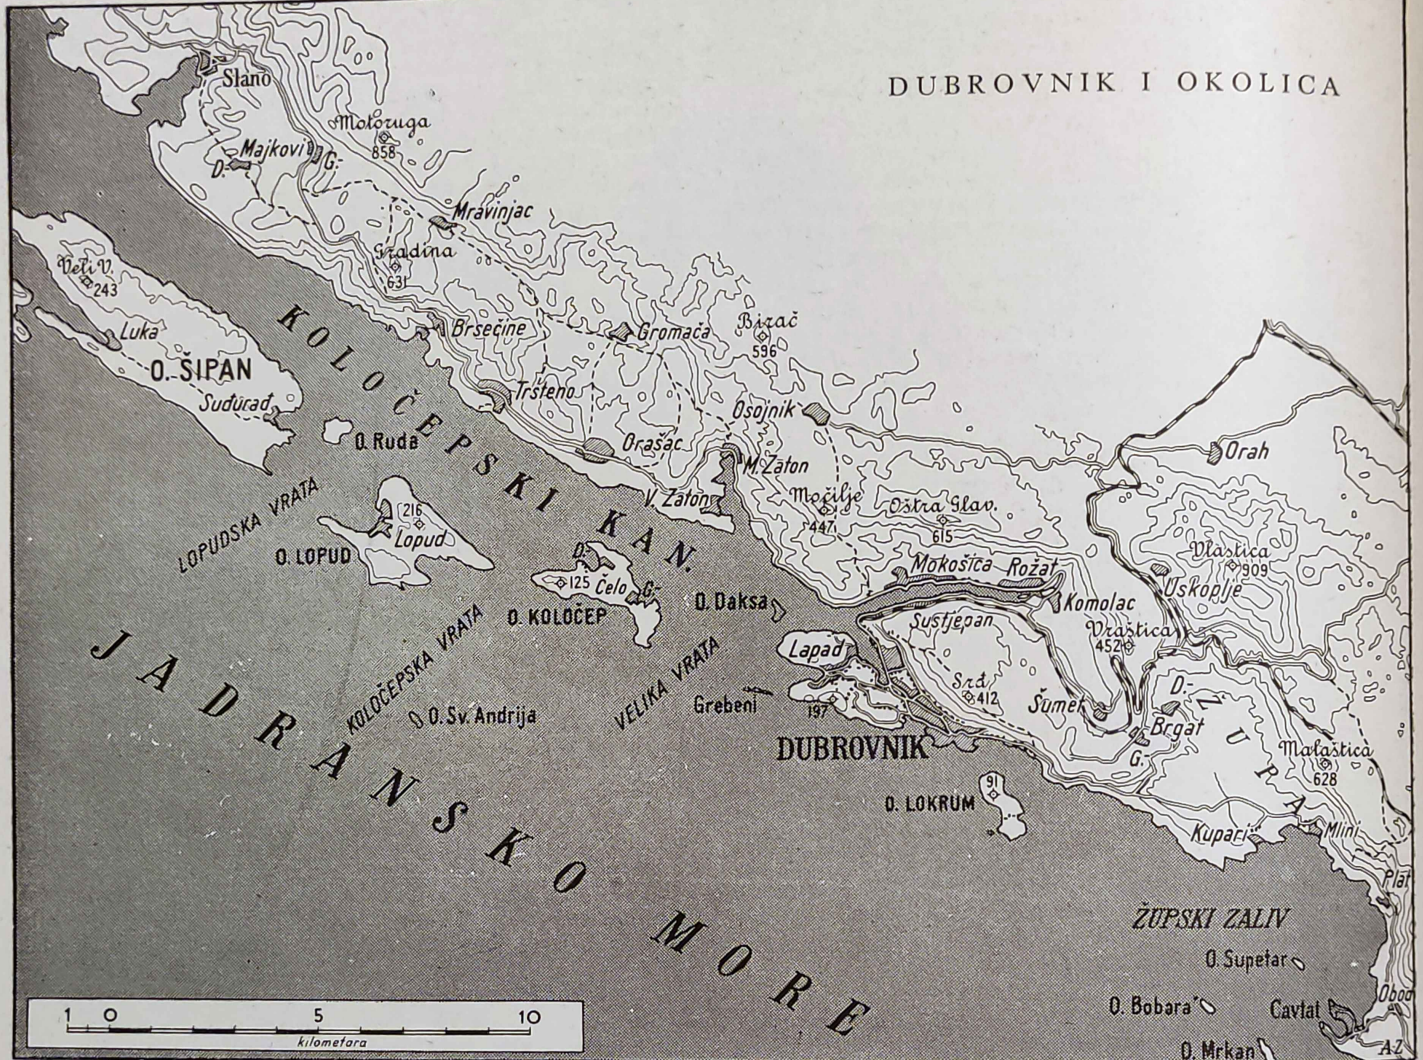 DUBROVNIK I OKOLICA
Slano
Motoruga
858
Majkovi
D.-
G.-
Mravinjac
Gradina
631
Veli V.
243
Luka
O. ŠIPAN
Suđurađ
KOLOČEPSKI KAN.
Brsečine
Gromača
Birač
596
Tršteno
Osojnik
O. Ruda
Orašac
M. Zaton
V. Zaton
Orah
Močilje
447
Oštra Glav.
615
LOPUDSKA VRATA
216
Lopud
O. LOPUD
Vlaštica
909
Uskoplje
D.-
125
Čelo
G.-
O. KOLOČEP
O. Daksa
Mokošica
Rožat
Komolac
Sustjepan
Vraštica
452
JADRANSKO MORE
KOLOČEPSKA VRATA
VELIKA VRATA
Lapad
Srđ
412
Šumet
D.-
Brgat
G.-
ŽUPA
Grebeni
197
O. Sv. Andrija
DUBROVNIK
Malaštica
628
91
O. LOKRUM
Kupari
Mlini
Plat
ŽUPSKI ZALIV
O. Supetar
O. Bobara
Cavtat
Obod
O. Mrkan
A-Z
1 0 5 10
kilometara